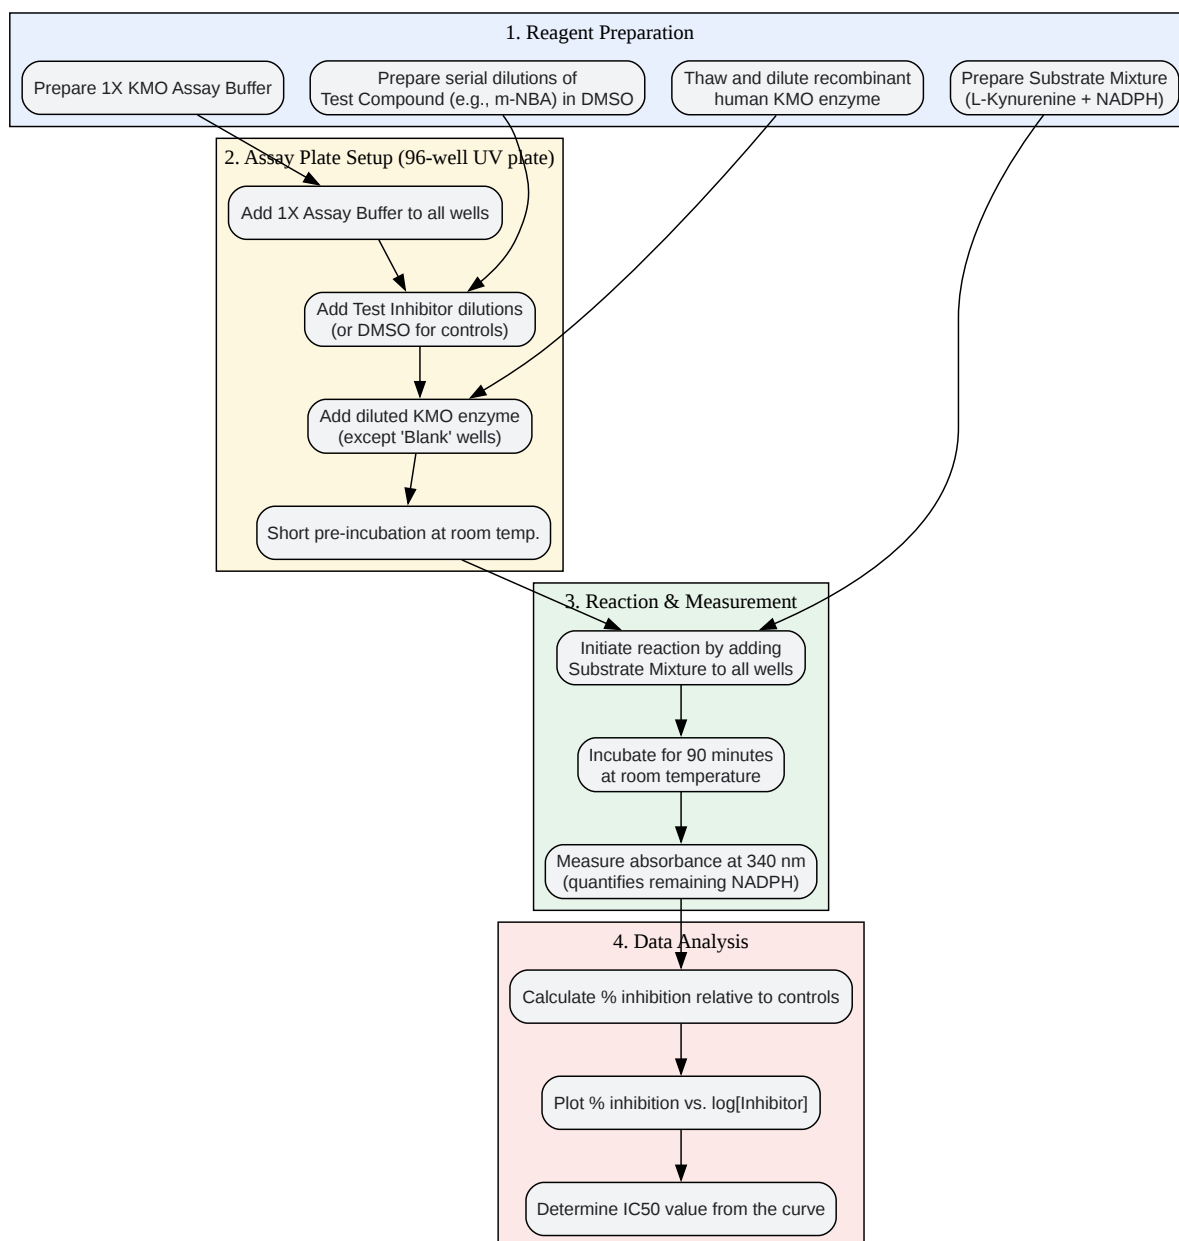 1. Reagent Preparation
Prepare 1X KMO Assay Buffer
Prepare serial dilutions of
Test Compound (e.g., m-NBA) in DMSO
Thaw and dilute recombinant
human KMO enzyme
Prepare Substrate Mixture
(L-Kynurenine + NADPH)
2. Assay Plate Setup (96-well UV plate)
Add 1X Assay Buffer to all wells
Add Test Inhibitor dilutions
(or DMSO for controls)
Add diluted KMO enzyme
(except 'Blank' wells)
Short pre-incubation at room temp.
3. Reaction & Measurement
Initiate reaction by adding
Substrate Mixture to all wells
Incubate for 90 minutes
at room temperature
Measure absorbance at 340 nm
(quantifies remaining NADPH)
4. Data Analysis
Calculate % inhibition relative to controls
Plot % inhibition vs. log[Inhibitor]
Determine IC50 value from the curve